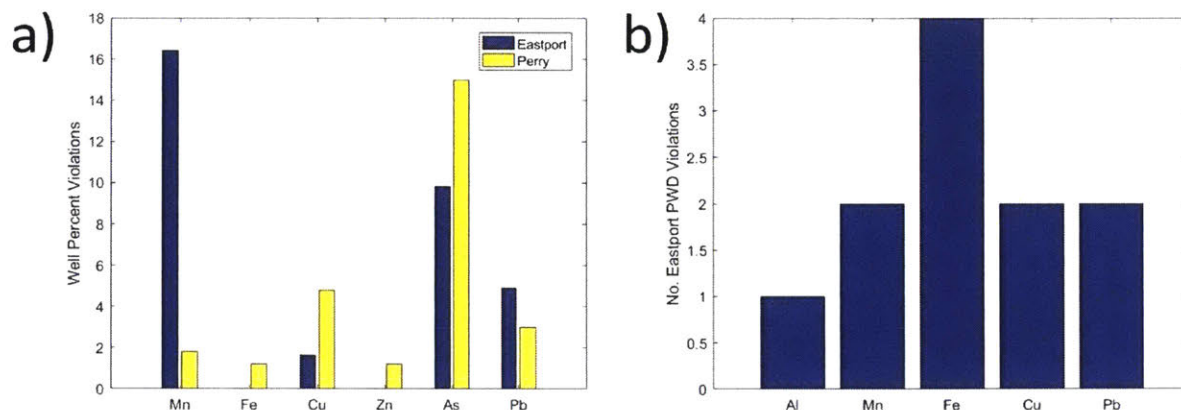 a)
Well Percent Violations
18
16
14
12
10
8
6
4
2
0
Eastport
Perry
Mn Fe Cu Zn As Pb
b)
No. Eastport PWD Violations
4
3.5
3
2.5
2
1.5
1
0.5
0
Al Mn Fe Cu Pb